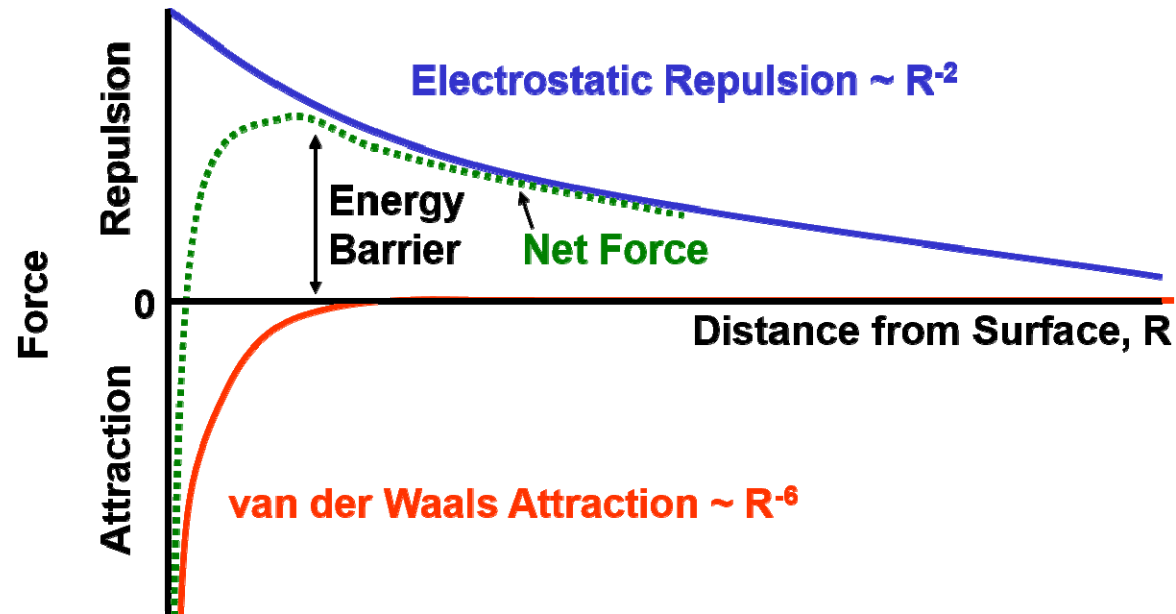 Electrostatic Repulsion ~ R⁻²
Repulsion
Energy
Barrier
Net Force
0
Force
Distance from Surface, R
Attraction
van der Waals Attraction ~ R⁻⁶